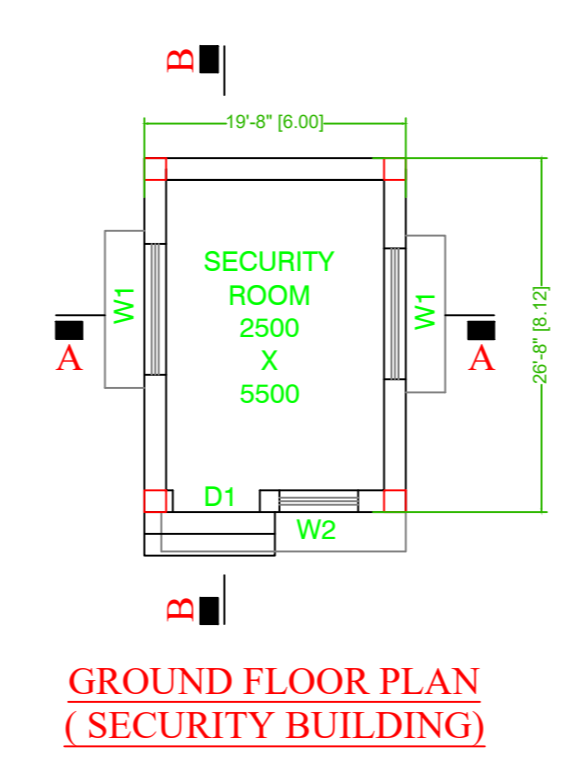 B
19'-8" [6.00]
SECURITY
ROOM
2500
X
5500
W1
W1
A
A
26'-8" [8.12]
D1
W2
B
GROUND FLOOR PLAN
( SECURITY BUILDING)